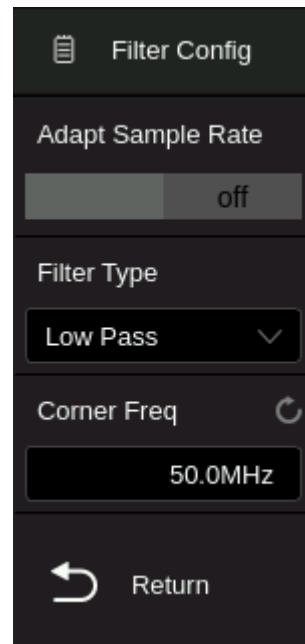 Filter Config
Adapt Sample Rate
off
Filter Type
Low Pass
Corner Freq
50.0MHz
Return